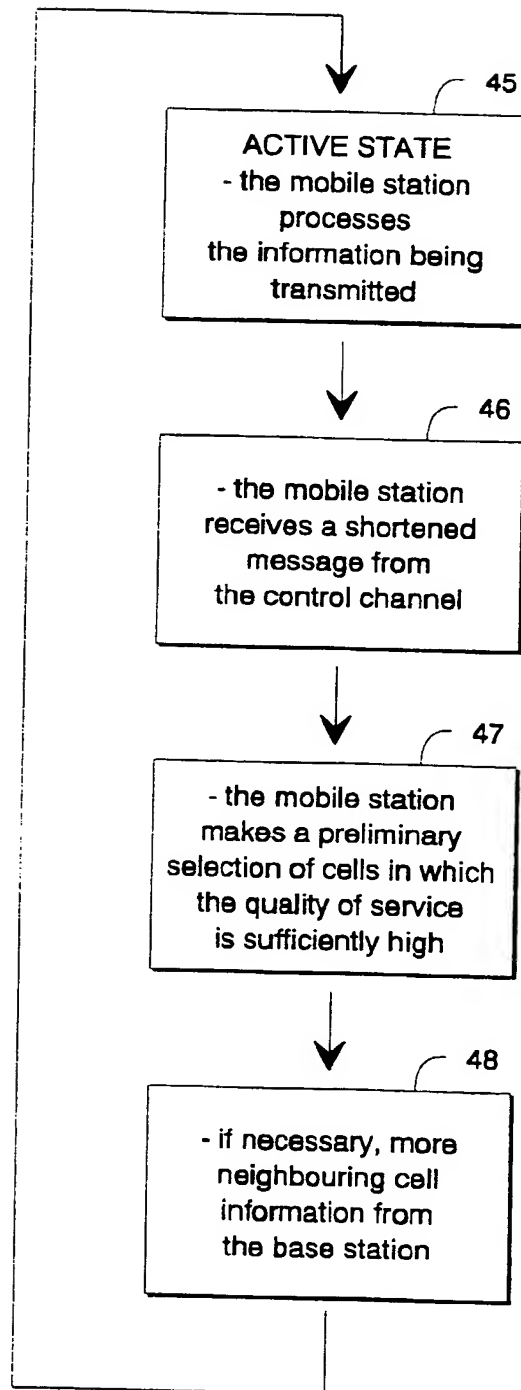 45
ACTIVE STATE
- the mobile station
processes
the information being
transmitted
46
- the mobile station
receives a shortened
message from
the control channel
47
- the mobile station
makes a preliminary
selection of cells in which
the quality of service
is sufficiently high
48
- if necessary, more
neighbouring cell
information from
the base station